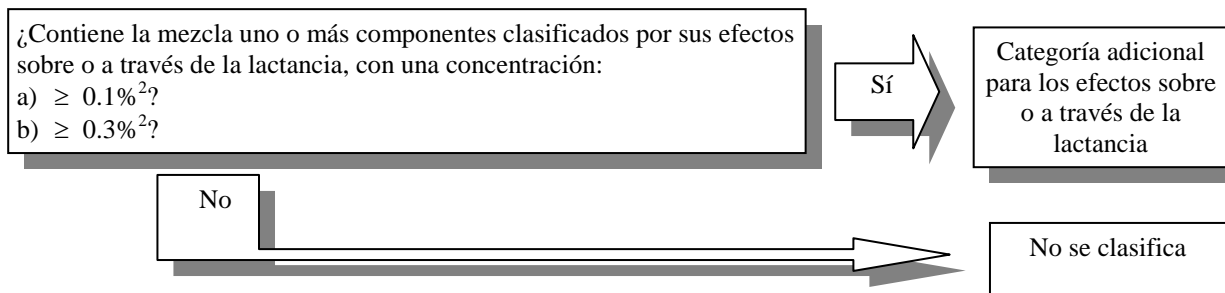 ¿Contiene la mezcla uno o más componentes clasificados por sus efectos
sobre o a través de la lactancia, con una concentración:
a) ≥ 0.1%²?
b) ≥ 0.3%²?
Sí
Categoría adicional
para los efectos sobre
o a través de la
lactancia
No
No se clasifica